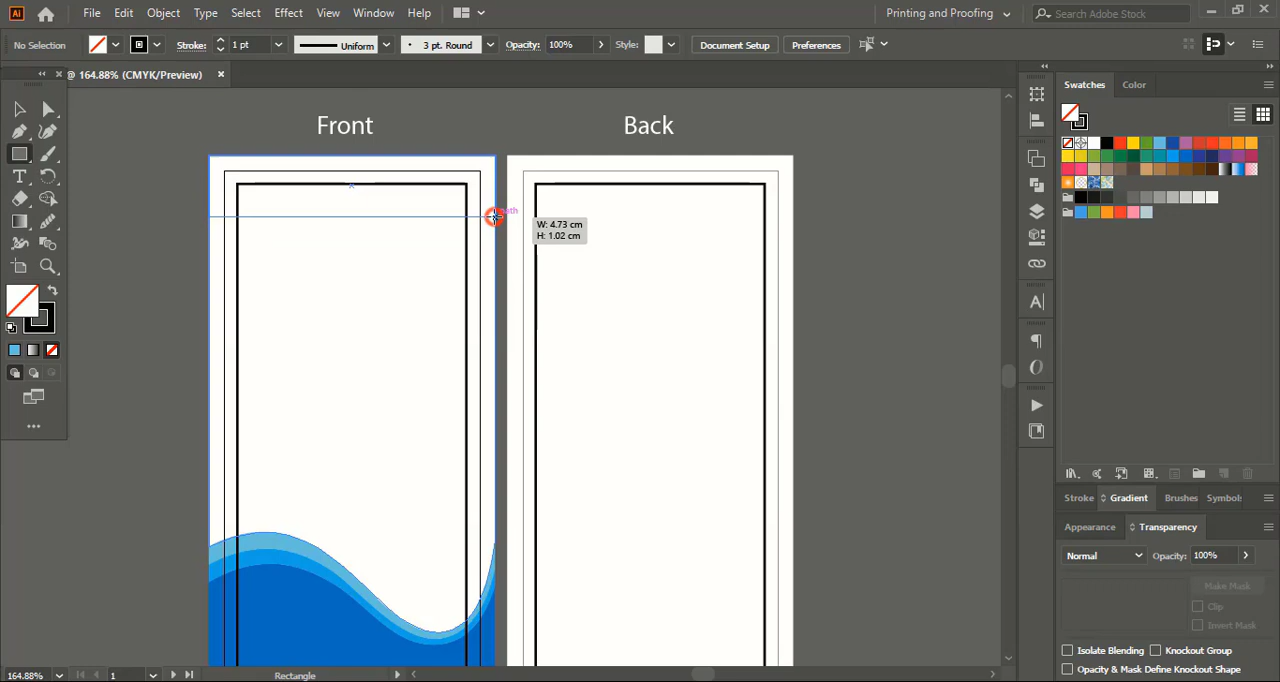 Ai File Edit Object Type Select Effect View Window Help Printing and Proofing Search Adobe Stock
No Selection Stroke: 1 pt Uniform 3 pt. Round Opacity: 100% Style: Document Setup Preferences
@ 164.88% (CMYK/Preview)
Swatches Color
Front Back
W: 4.73 cm
H: 1.02 cm
Stroke Gradient Brushes Symbols
Appearance Transparency
Normal Opacity: 100%
Make Mask
Clip
Invert Mask
Isolate Blending Knockout Group
Opacity & Mask Define Knockout Shape
164.88% 1 Rectangle